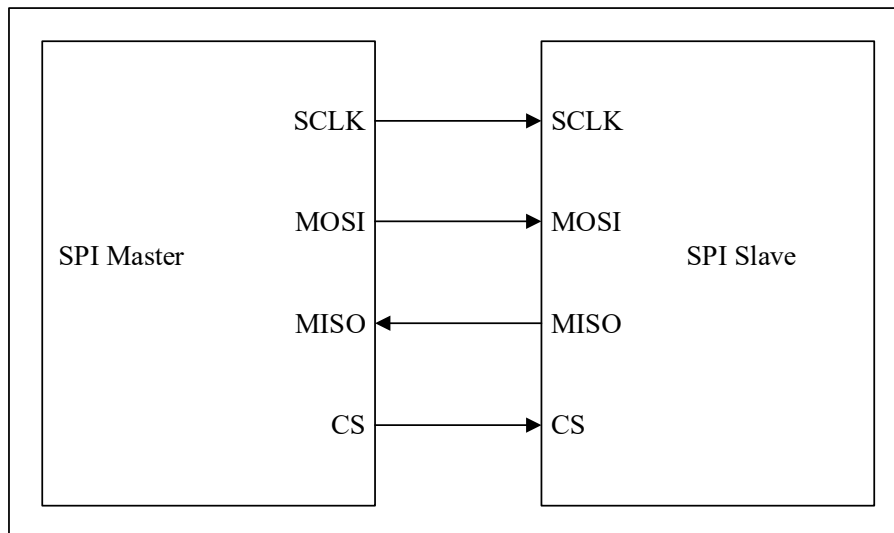 SCLK SCLK
MOSI MOSI
SPI Master SPI Slave
MISO MISO
CS CS